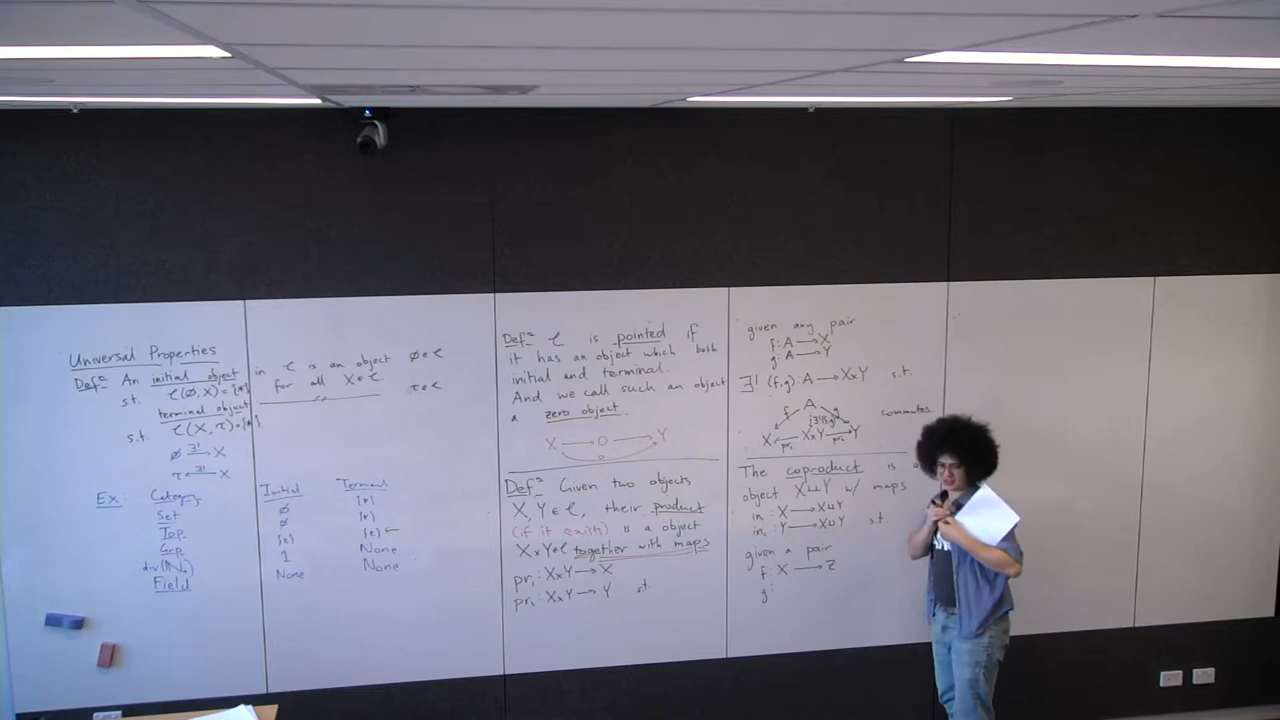 Universal Properties
Defⁿ: An initial object in 𝒞 is an object ∅ ∈ 𝒞
s.t. 𝒞(∅, X) = {*} for all X ∈ 𝒞.
terminal object τ ∈ 𝒞
s.t. 𝒞(X, τ) = {*}
∅ —∃!→ X
τ ←∃!— X
Ex: Category Initial Terminal
Set ∅ {*}
Top ∅ {*}
Grp {e} {e} ←
div(ℕ₊) 1 None
Field None None
Defⁿ 𝒞 is pointed if
it has an object which both
initial and terminal.
And we call such an object
a zero object.
X → 0 → Y
0
Defⁿ Given two objects
X, Y ∈ 𝒞, their product
(if it exists) is a object
X×Y ∈ 𝒞 together with maps
pr₁ : X×Y → X
pr₂ : X×Y → Y s.t.
given any pair
f: A → X
g: A → Y
∃! (f,g): A → X×Y s.t.
A
f ∃!(f,g) g commutes
X ←pr₁— X×Y —pr₂→ Y
The coproduct is a
object X⊔Y w/ maps
in₁ : X → X⊔Y
in₂ : Y → X⊔Y s.t.
given a pair
f: X → Z
g: